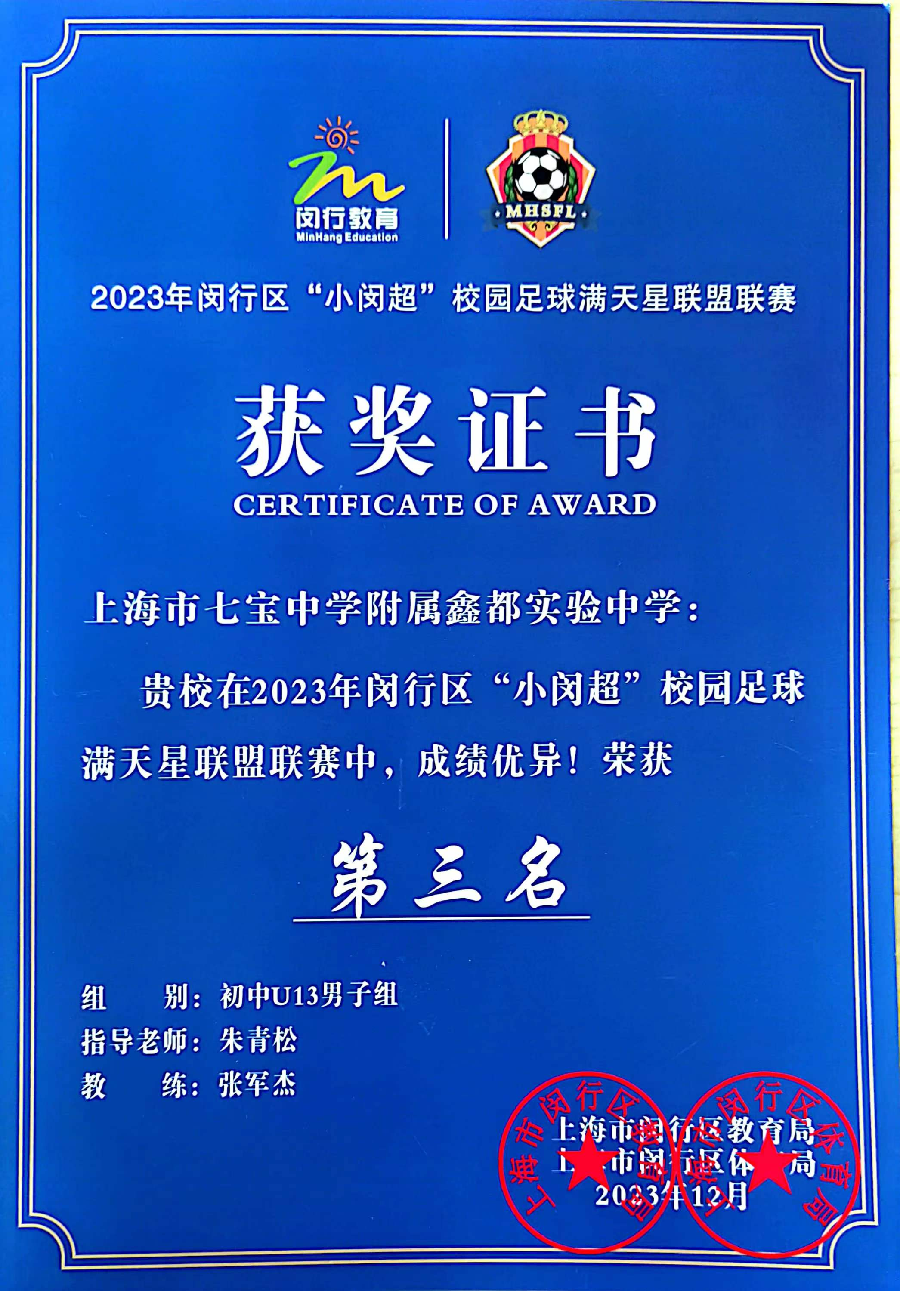 闵行教育
MinHang Education
MHSFL
2023年闵行区“小闵超”校园足球满天星联盟联赛
获奖证书
CERTIFICATE OF AWARD
上海市七宝中学附属鑫都实验中学：
贵校在2023年闵行区“小闵超”校园足球
满天星联盟联赛中，成绩优异！荣获
第三名
组 别：初中U13男子组
指导老师：朱青松
教 练：张军杰
上海市闵行区教育局
上海市闵行区体育局
2023年12月
上海市闵行区教育局
上海市闵行区体育局